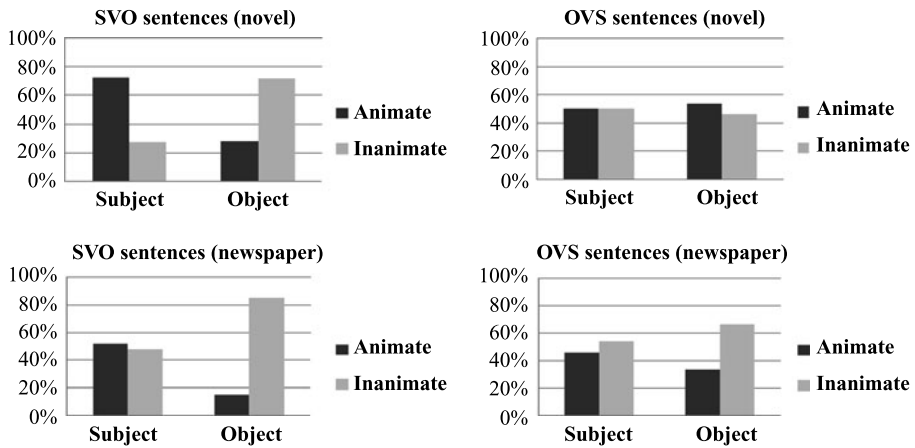 SVO sentences (novel)
100%
80%
60%
40%
20%
0%
Subject Object
Animate
Inanimate
OVS sentences (novel)
100%
80%
60%
40%
20%
0%
Subject Object
Animate
Inanimate
SVO sentences (newspaper)
100%
80%
60%
40%
20%
0%
Subject Object
Animate
Inanimate
OVS sentences (newspaper)
100%
80%
60%
40%
20%
0%
Subject Object
Animate
Inanimate